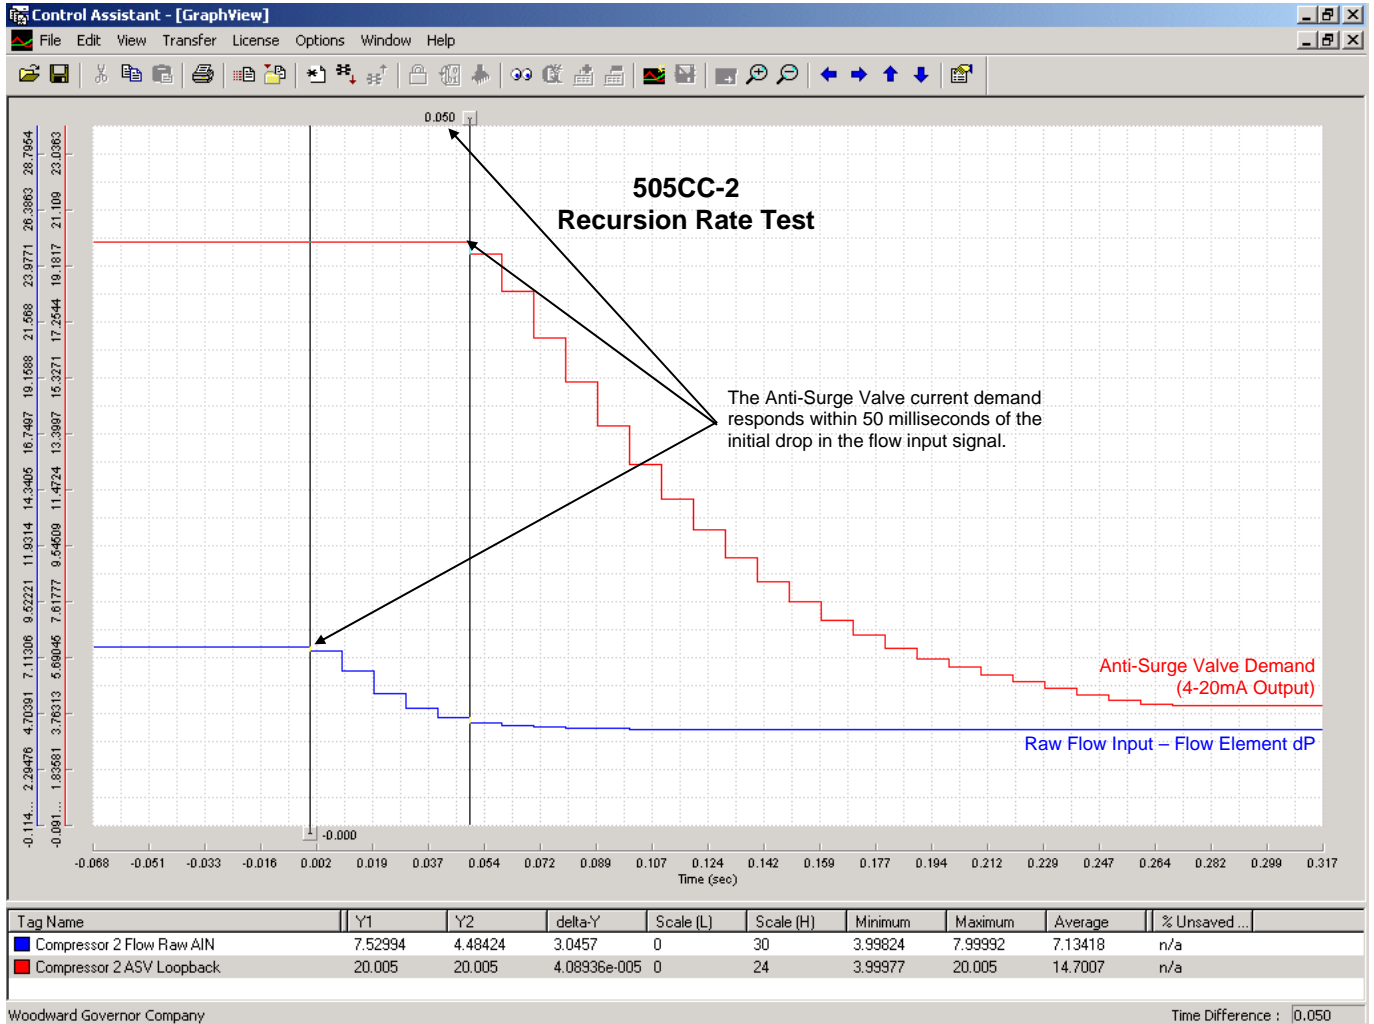 Control Assistant - [GraphView]
File Edit View Transfer License Options Window Help
0.050
505CC-2
Recursion Rate Test
The Anti-Surge Valve current demand
responds within 50 milliseconds of the
initial drop in the flow input signal.
28.7954 26.3863 23.9771 21.568 19.1588 16.7497 14.3406 11.9314 9.52221 7.11306 4.70391 2.29476 -0.114...
23.0363 21.109 19.1817 17.2544 15.3271 13.3997 11.4724 9.54509 7.61777 5.69045 3.76313 1.83581 -0.091...
Anti-Surge Valve Demand
(4-20mA Output)
Raw Flow Input – Flow Element dP
-0.000
-0.068 -0.051 -0.033 -0.016 0.002 0.019 0.037 0.054 0.072 0.089 0.107 0.124 0.142 0.159 0.177 0.194 0.212 0.229 0.247 0.264 0.282 0.299 0.317
Time (sec)
Tag Name Y1 Y2 delta-Y Scale (L) Scale (H) Minimum Maximum Average % Unsaved ...
Compressor 2 Flow Raw AIN 7.52994 4.48424 3.0457 0 30 3.99824 7.99992 7.13418 n/a
Compressor 2 ASV Loopback 20.005 20.005 4.08936e-005 0 24 3.99977 20.005 14.7007 n/a
Woodward Governor Company Time Difference : 0.050